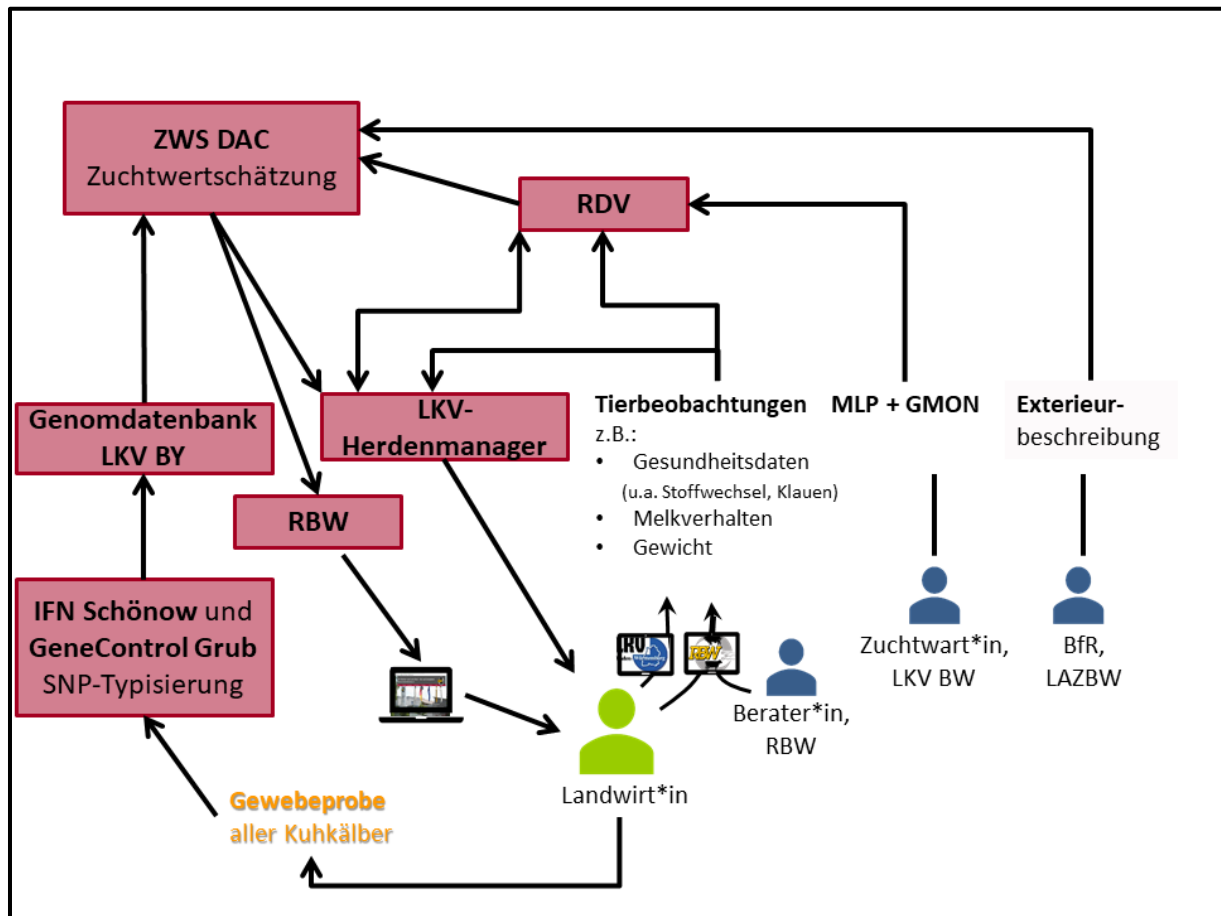 ZWS DAC
Zuchtwertschätzung
RDV
Genomdatenbank
LKV BY
LKV-
Herdenmanager
Tierbeobachtungen
z.B.:
• Gesundheitsdaten
(u.a. Stoffwechsel, Klauen)
• Melkverhalten
• Gewicht
MLP + GMON
Exterieur-
beschreibung
RBW
IFN Schönow und
GeneControl Grub
SNP-Typisierung
LKV
RBW
Landwirt*in
Berater*in,
RBW
Zuchtwart*in,
LKV BW
BfR,
LAZBW
Gewebeprobe
aller Kuhkälber